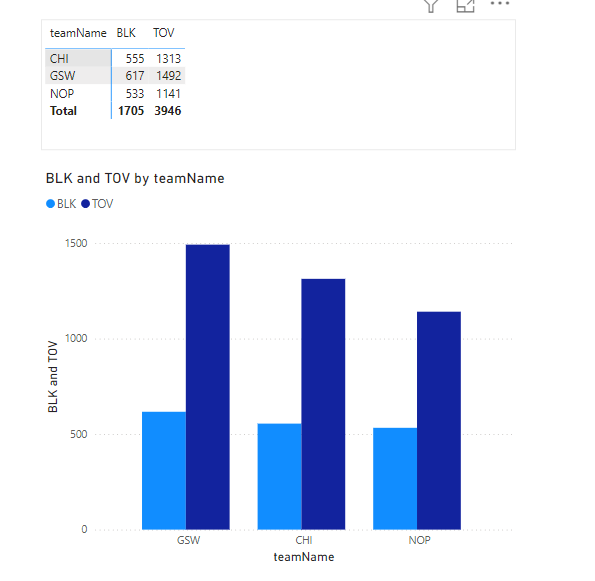 teamName BLK TOV
CHI 555 1313
GSW 617 1492
NOP 533 1141
Total 1705 3946
BLK and TOV by teamName
BLK TOV
1500
1000
500
0
BLK and TOV
GSW CHI NOP
teamName